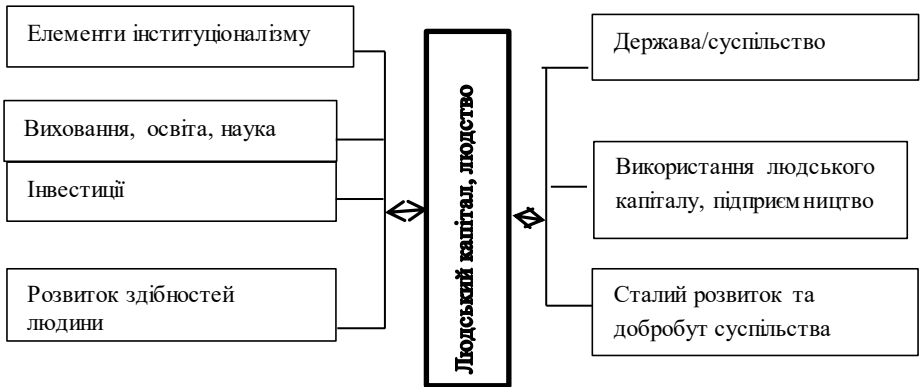 Елементи інституціоналізму
Виховання, освіта, наука
Інвестиції
Розвиток здібностей
людини
Людський капітал, людство
Держава/суспільство
Використання людського
капіталу, підприємництво
Сталий розвиток та
добробут суспільства